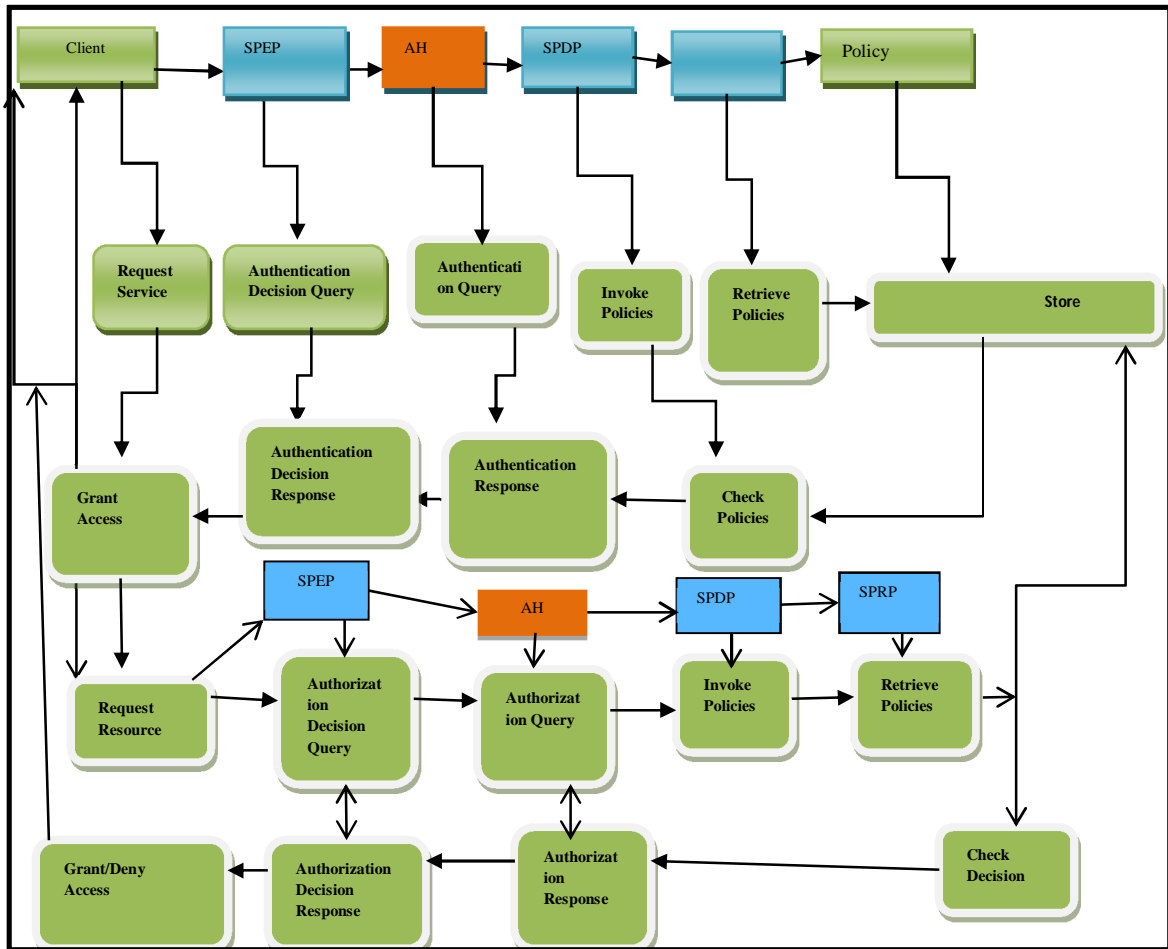 Client
SPEP
AH
SPDP
Policy
Request
Service
Authentication
Decision Query
Authenticati
on Query
Invoke
Policies
Retrieve
Policies
Store
Grant
Access
Authentication
Decision
Response
Authentication
Response
Check
Policies
SPEP
AH
SPDP
SPRP
Request
Resource
Authorizat
ion
Decision
Query
Authorizat
ion Query
Invoke
Policies
Retrieve
Policies
Grant/Deny
Access
Authorization
Decision
Response
Authorizat
ion
Response
Check
Decision